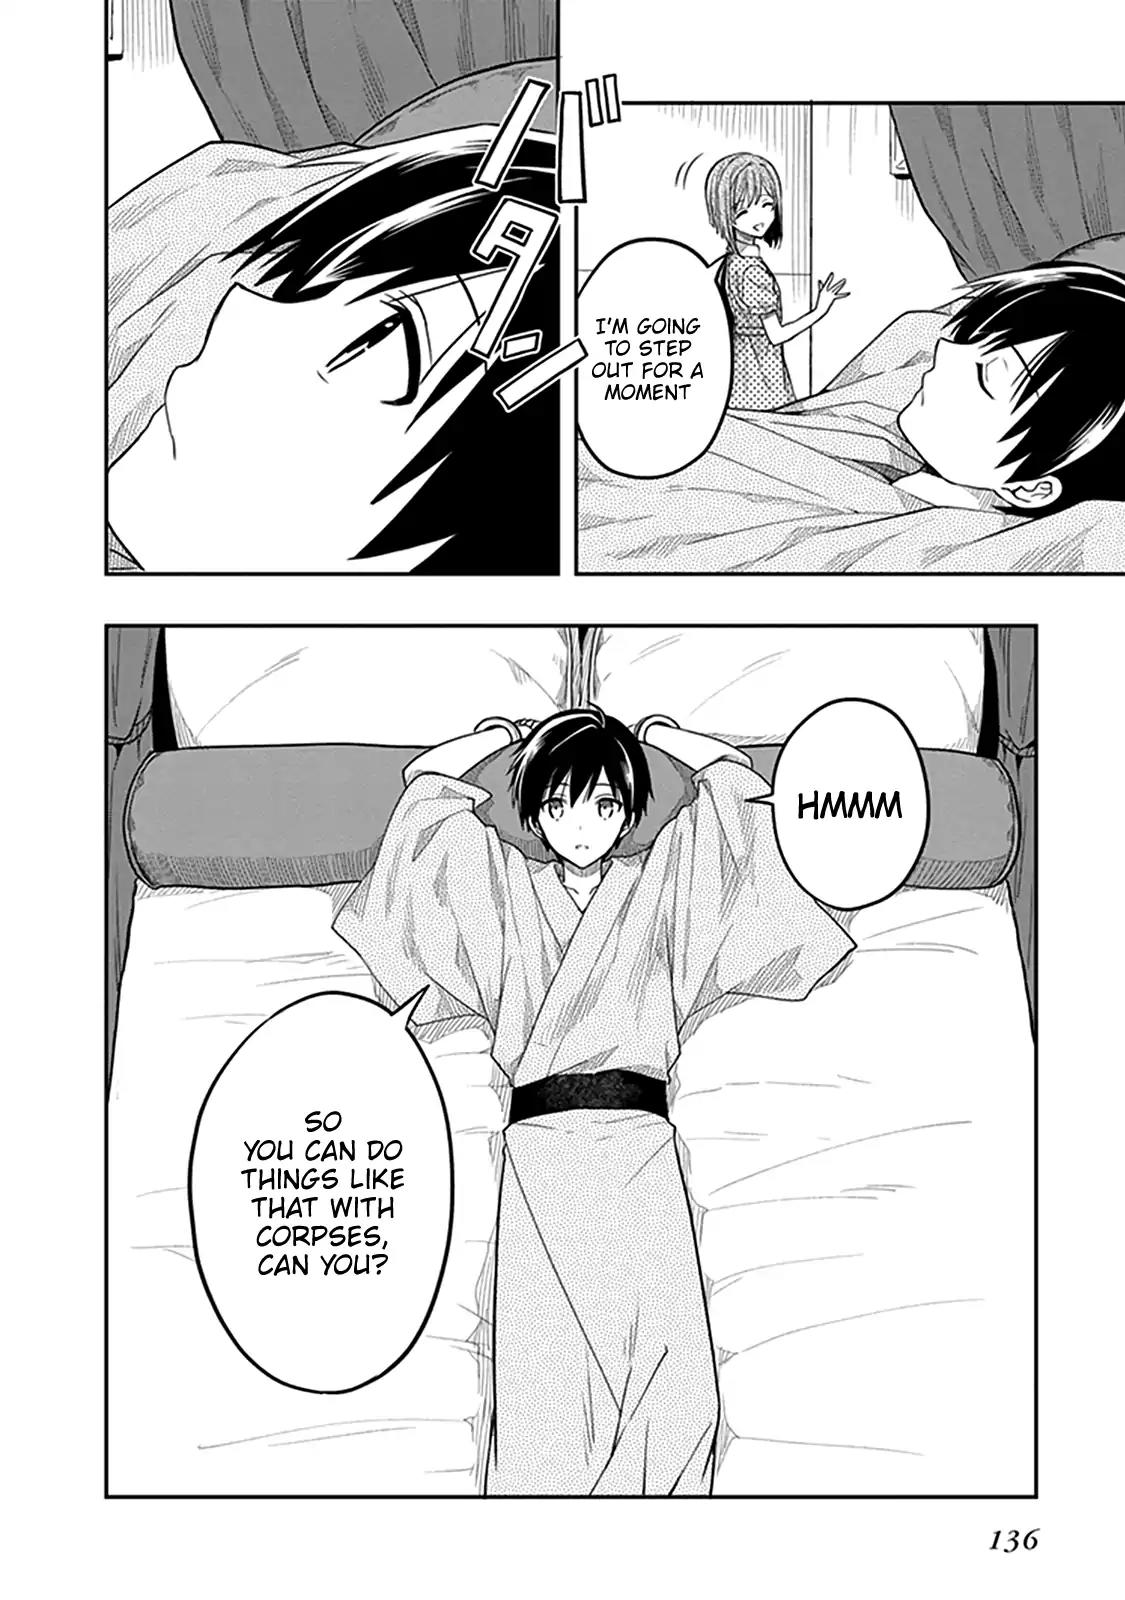 I'M GOING
TO STEP
OUT FOR A
MOMENT
バタン
HMMM
SO
YOU CAN DO
THINGS LIKE
THAT WITH
CORPSES,
CAN YOU?
136